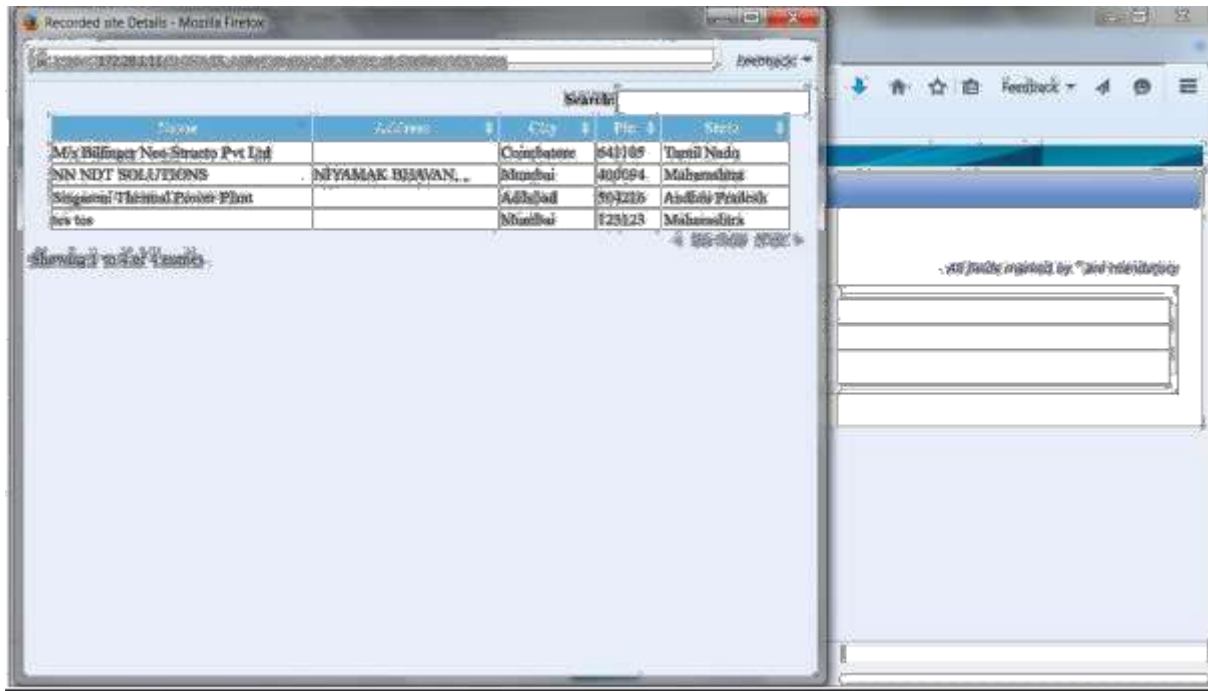 Recorded site Details - Mozilla Firefox
Feedback
Search:
Name Address City Pin State
M/s Bilfinger Neo Structo Pvt Ltd Coimbatore 641105 Tamil Nadu
NN NDT SOLUTIONS NIYAMAK BHAVAN, .. Mumbai 400094 Maharashtra
Singareni Thermal Power Plant Adilabad 504216 Andhra Pradesh
tes tes Mumbai 123123 Maharashtra
Showing 1 to 4 of 4 entries
Feedback
All fields marked by * are mandatory